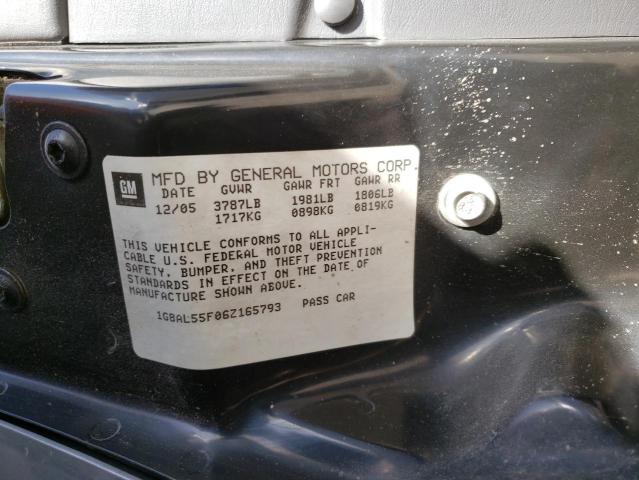 GM MFD BY GENERAL MOTORS CORP
DATE GVWR GAWR FRT GAWR RR
12/05 3787LB 1981LB 1806LB
1717KG 0898KG 0819KG
THIS VEHICLE CONFORMS TO ALL APPLI-
CABLE U.S. FEDERAL MOTOR VEHICLE
SAFETY, BUMPER, AND THEFT PREVENTION
STANDARDS IN EFFECT ON THE DATE OF
MANUFACTURE SHOWN ABOVE.
1G8AL55F06Z165793 PASS CAR